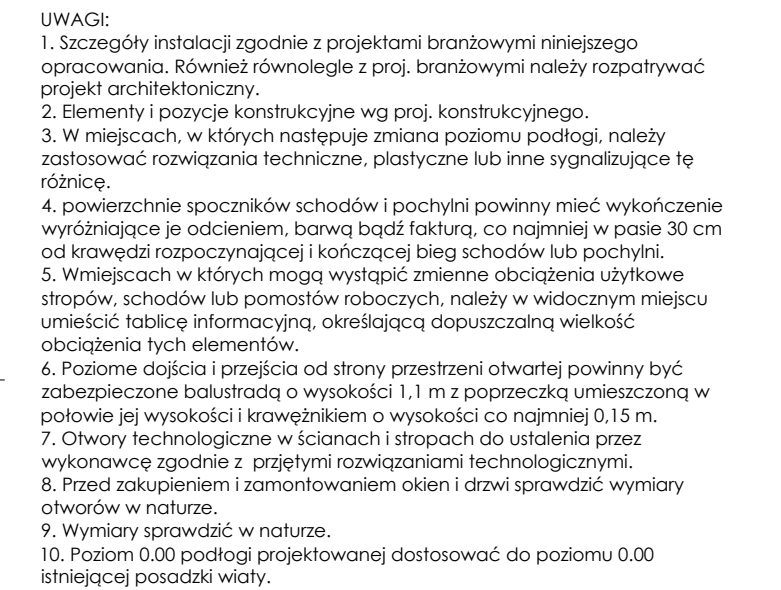 UWAGI:
1. Szczegóły instalacji zgodnie z projektami branżowymi niniejszego
opracowania. Również równolegle z proj. branżowymi należy rozpatrywać
projekt architektoniczny.
2. Elementy i pozycje konstrukcyjne wg proj. konstrukcyjnego.
3. W miejscach, w których następuje zmiana poziomu podłogi, należy
zastosować rozwiązania techniczne, plastyczne lub inne sygnalizujące tę
różnicę.
4. powierzchnie spoczników schodów i pochylni powinny mieć wykończenie
wyróżniające je odcieniem, barwą bądź fakturą, co najmniej w pasie 30 cm
od krawędzi rozpoczynającej i kończącej bieg schodów lub pochylni.
5. Wmiejscach w których mogą wystąpić zmienne obciążenia użytkowe
stropów, schodów lub pomostów roboczych, należy w widocznym miejscu
umieścić tablicę informacyjną, określającą dopuszczalną wielkość
obciążenia tych elementów.
6. Poziome dojścia i przejścia od strony przestrzeni otwartej powinny być
zabezpieczone balustradą o wysokości 1,1 m z poprzeczką umieszczoną w
połowie jej wysokości i krawężnikiem o wysokości co najmniej 0,15 m.
7. Otwory technologiczne w ścianach i stropach do ustalenia przez
wykonawcę zgodnie z  przjętymi rozwiązaniami technologicznymi.
8. Przed zakupieniem i zamontowaniem okien i drzwi sprawdzić wymiary
otworów w naturze.
9. Wymiary sprawdzić w naturze.
10. Poziom 0.00 podłogi projektowanej dostosować do poziomu 0.00
istniejącej posadzki wiaty.